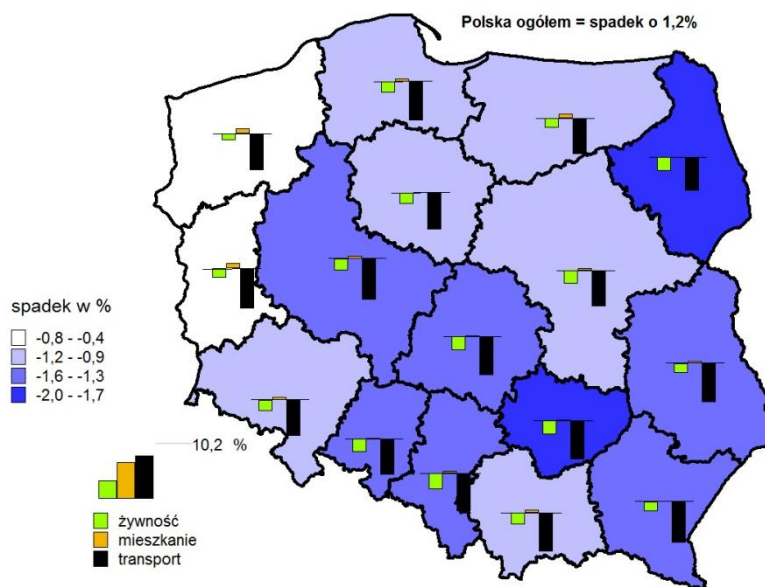 Polska ogółem = spadek o 1,2%
spadek w %
-0,8 - -0,4
-1,2 - -0,9
-1,6 - -1,3
-2,0 - -1,7
10,2 %
żywność
mieszkanie
transport